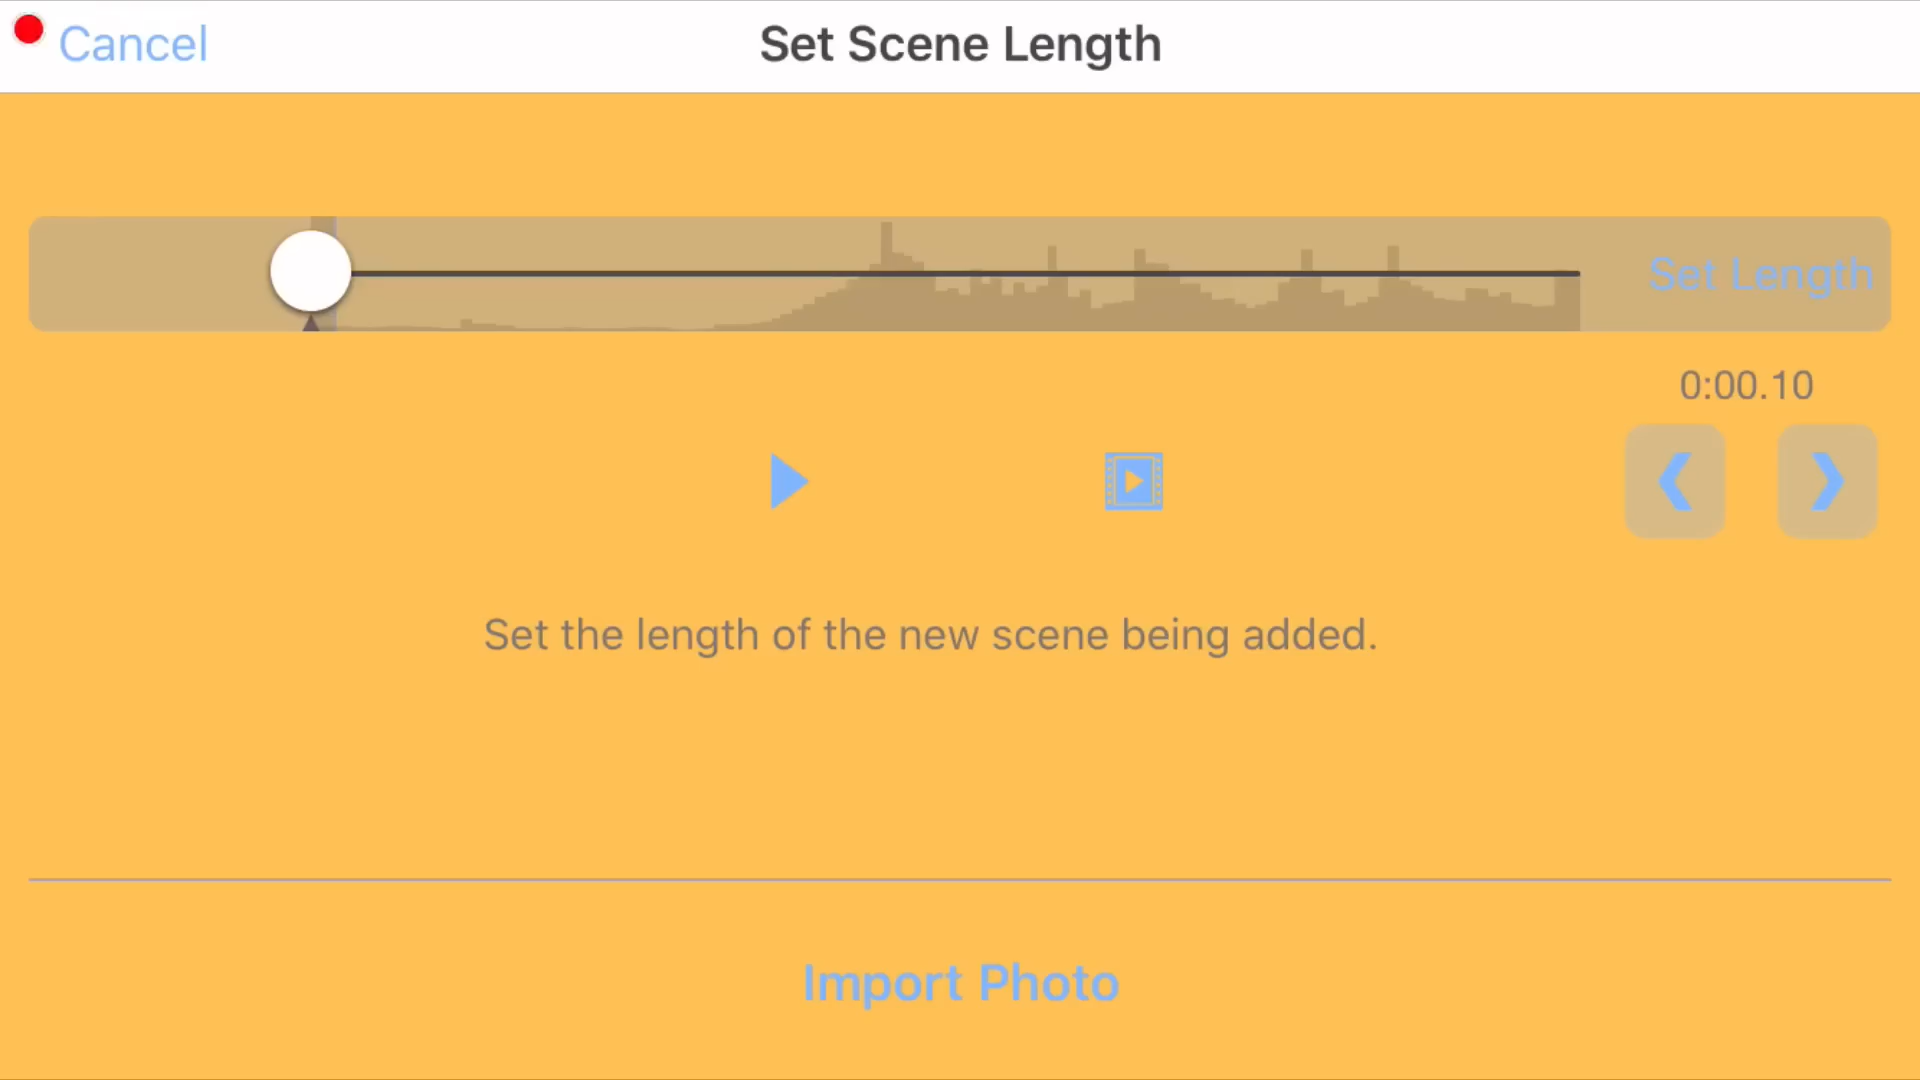 Cancel
Set Scene Length
Set Length
0:00.10
Set the length of the new scene being added.
Import Photo